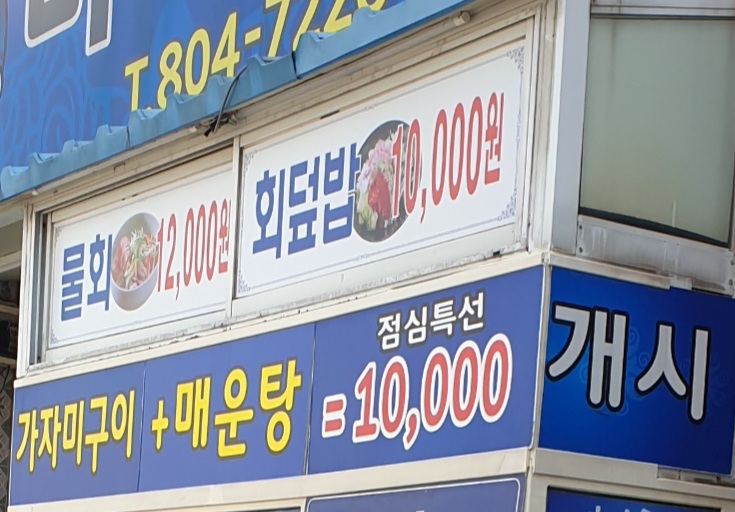 T.804-7220
물회 12,000원
회덮밥 10,000원
점심특선
가자미구이 + 매운탕 = 10,000
개시